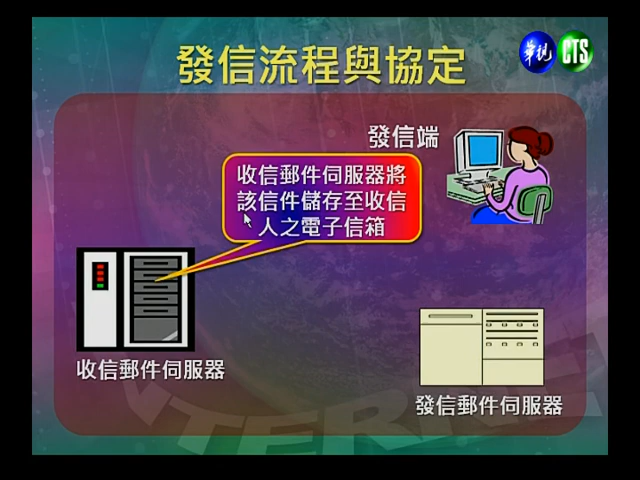 發信流程與協定
華視
CTS
發信端
收信郵件伺服器將
該信件儲存至收信
人之電子信箱
收信郵件伺服器
發信郵件伺服器
TERNE